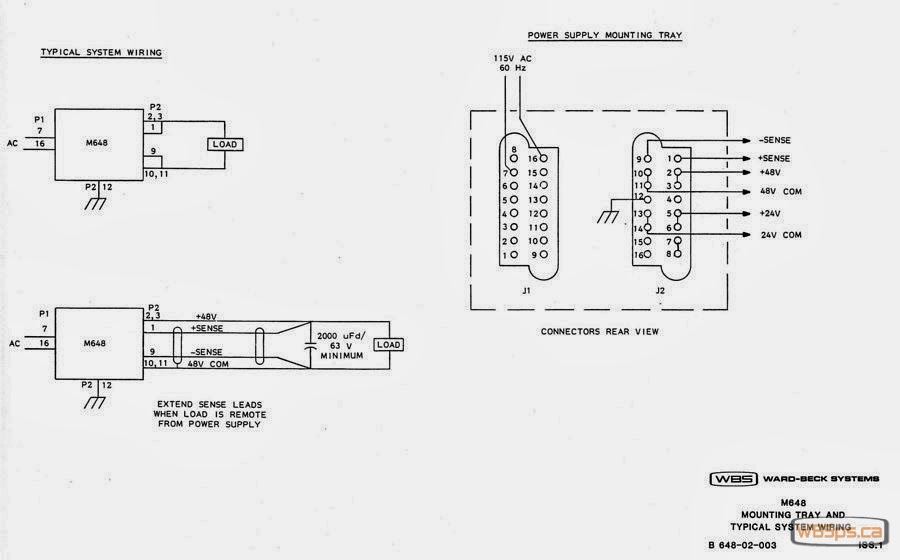 TYPICAL SYSTEM WIRING
P1
7
AC
16
M648
P2
2,3
1
9
10,11
LOAD
P2 12
P1
7
AC
16
M648
P2
2,3
1
9
10,11
+48V
+SENSE
-SENSE
48V COM
2000 uFd/
63 V
MINIMUM
LOAD
P2 12
EXTEND SENSE LEADS
WHEN LOAD IS REMOTE
FROM POWER SUPPLY
POWER SUPPLY MOUNTING TRAY
115V AC
60 Hz
8
16
7
15
6
14
5
13
4
12
3
11
2
10
1
9
J1
9
1
10
2
11
3
12
4
13
5
14
6
15
7
16
8
J2
-SENSE
+SENSE
+48V
48V COM
+24V
24V COM
CONNECTORS REAR VIEW
WBS WARD-BECK SYSTEMS
M648
MOUNTING TRAY AND
TYPICAL SYSTEM WIRING
B 648-02-003 ISS.1
wbsps.ca